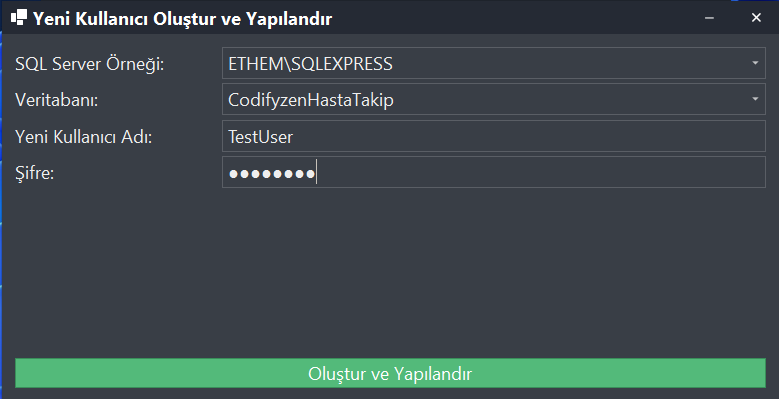 Yeni Kullanıcı Oluştur ve Yapılandır
SQL Server Örneği: ETHEM\SQLEXPRESS
Veritabanı: CodifyzenHastaTakip
Yeni Kullanıcı Adı: TestUser
Şifre: ●●●●●●●●
Oluştur ve Yapılandır